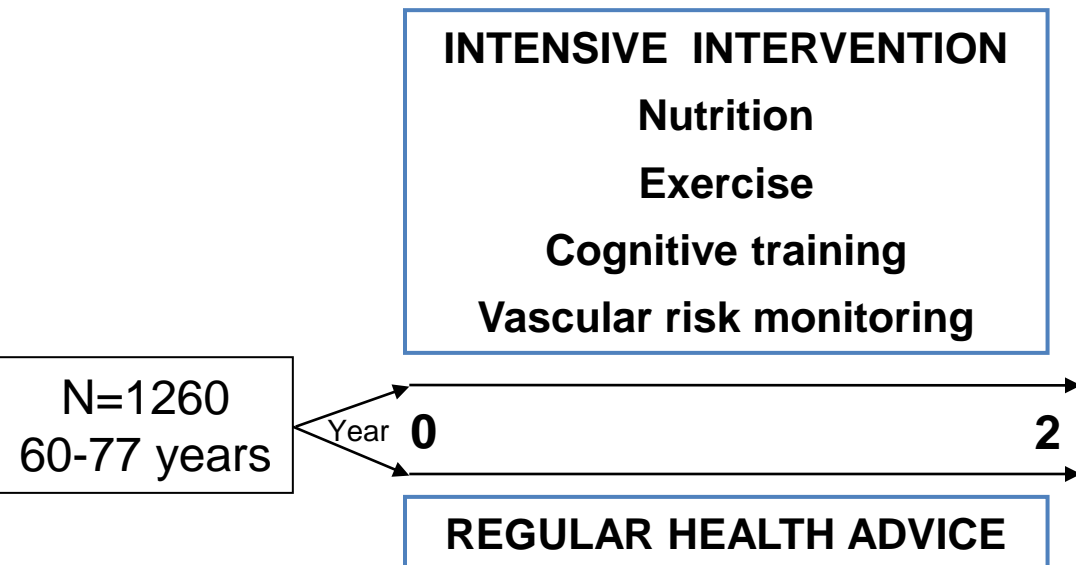 INTENSIVE INTERVENTION
Nutrition
Exercise
Cognitive training
Vascular risk monitoring
N=1260
60-77 years
Year 0 2
REGULAR HEALTH ADVICE